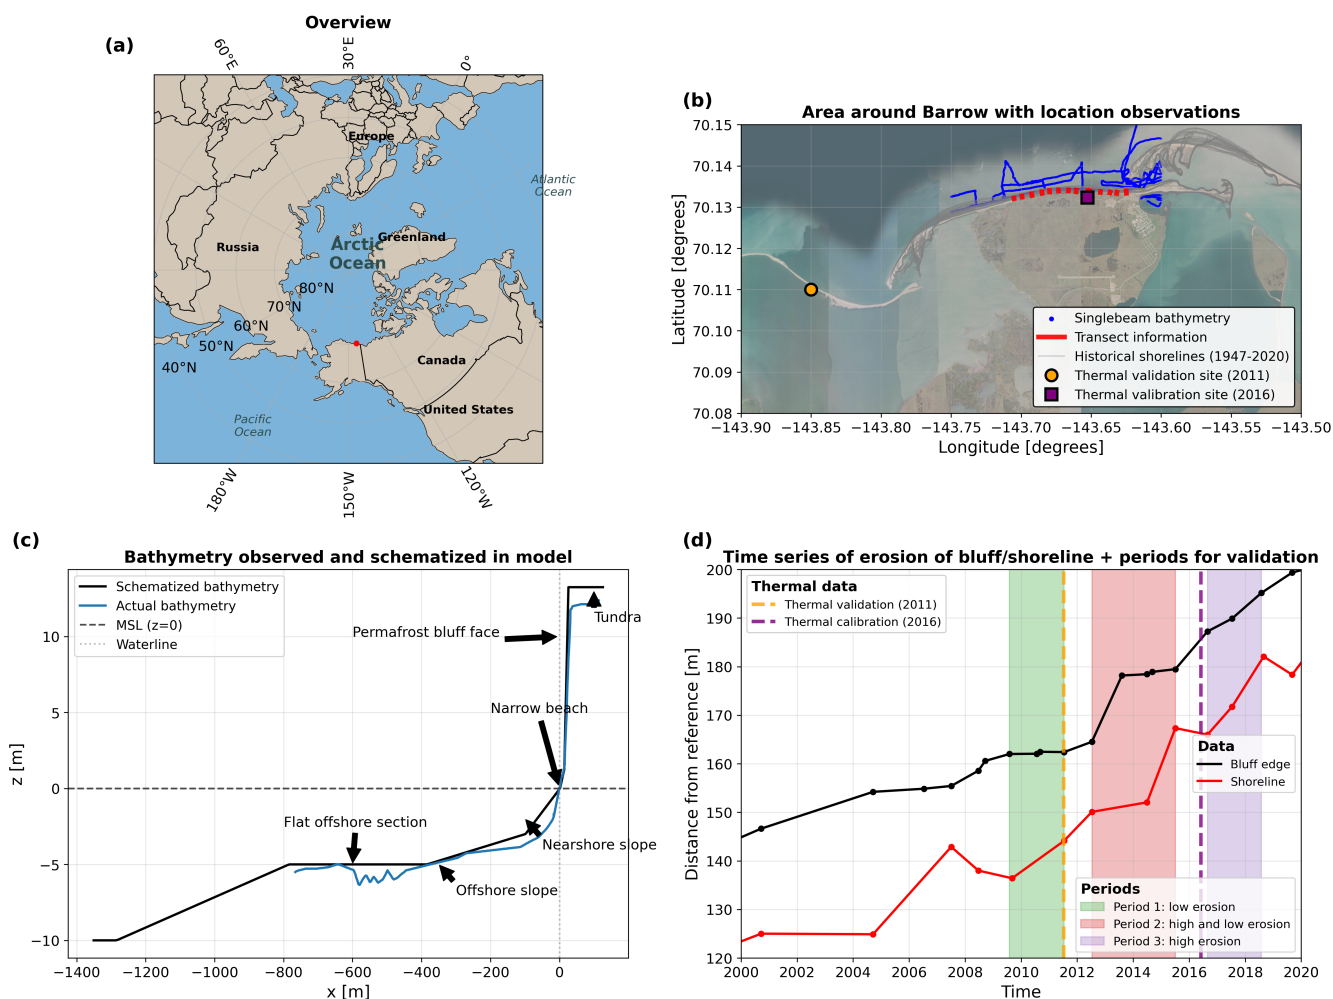 Overview
(a)
60°E
30°E
0°
Europe
Atlantic
Ocean
Russia
Greenland
Arctic
Ocean
80°N
70°N
60°N
50°N
40°N
Canada
United States
Pacific
Ocean
180°W
150°W
120°W
(b)
Area around Barrow with location observations
70.15
70.14
70.13
70.12
70.11
70.10
70.09
70.08
Latitude [degrees]
Singlebeam bathymetry
Transect information
Historical shorelines (1947-2020)
Thermal validation site (2011)
Thermal valibration site (2016)
−143.90 −143.85 −143.80 −143.75 −143.70 −143.65 −143.60 −143.55 −143.50
Longitude [degrees]
(c)
Bathymetry observed and schematized in model
Schematized bathymetry
Actual bathymetry
MSL (z=0)
Waterline
Tundra
Permafrost bluff face
Narrow beach
Flat offshore section
Nearshore slope
Offshore slope
10
5
0
−5
−10
z [m]
−1400 −1200 −1000 −800 −600 −400 −200 0
x [m]
(d)
Time series of erosion of bluff/shoreline + periods for validation
Thermal data
Thermal validation (2011)
Thermal calibration (2016)
Data
Bluff edge
Shoreline
Periods
Period 1: low erosion
Period 2: high and low erosion
Period 3: high erosion
200
190
180
170
160
150
140
130
120
Distance from reference [m]
2000 2002 2004 2006 2008 2010 2012 2014 2016 2018 2020
Time